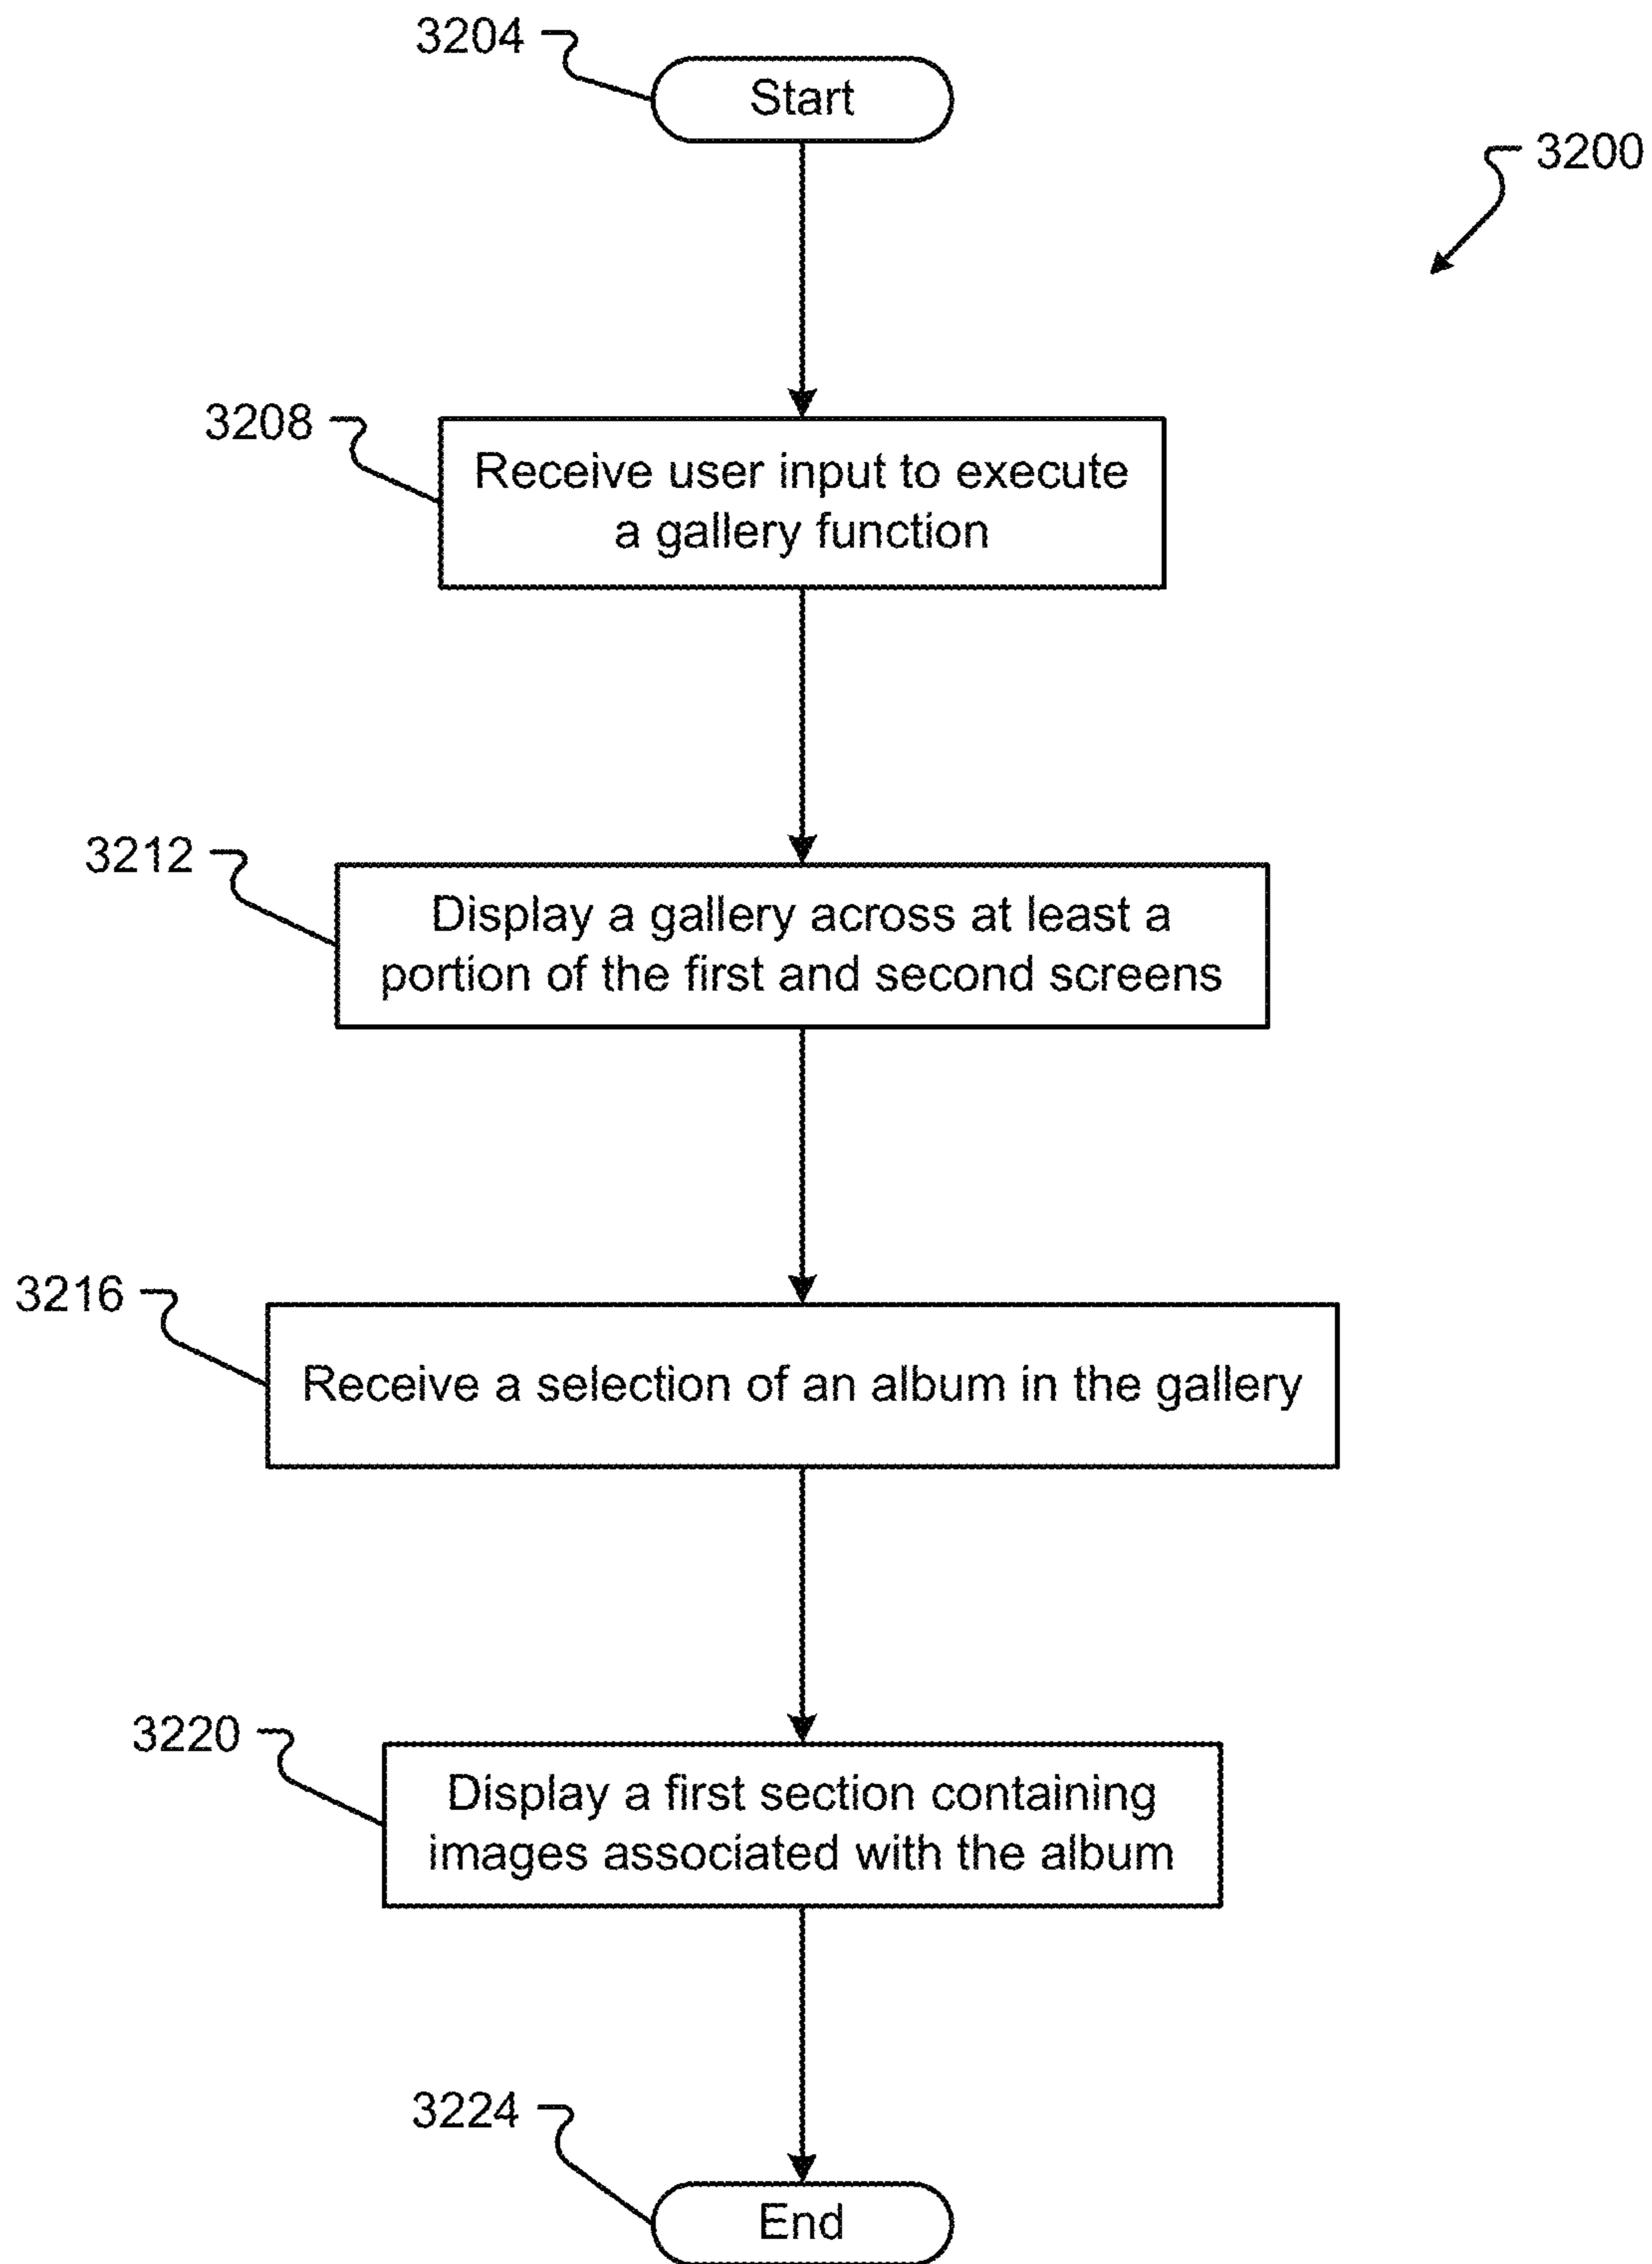 3204
Start
3200
3208
Receive user input to execute
a gallery function
3212
Display a gallery across at least a
portion of the first and second screens
3216
Receive a selection of an album in the gallery
3220
Display a first section containing
images associated with the album
3224
End